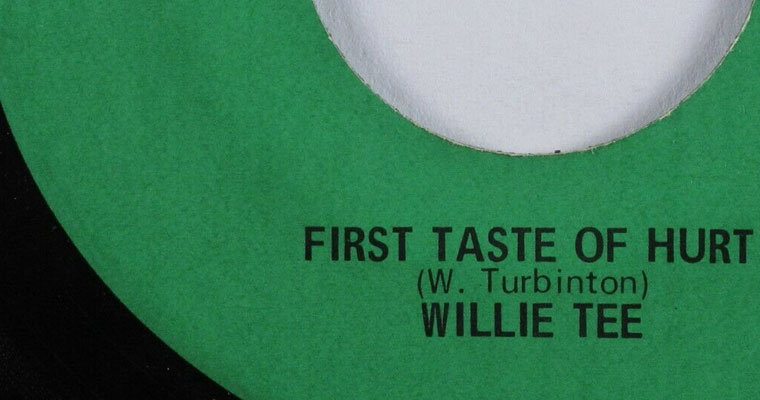 FIRST TASTE OF HURT
(W. Turbinton)
WILLIE TEE